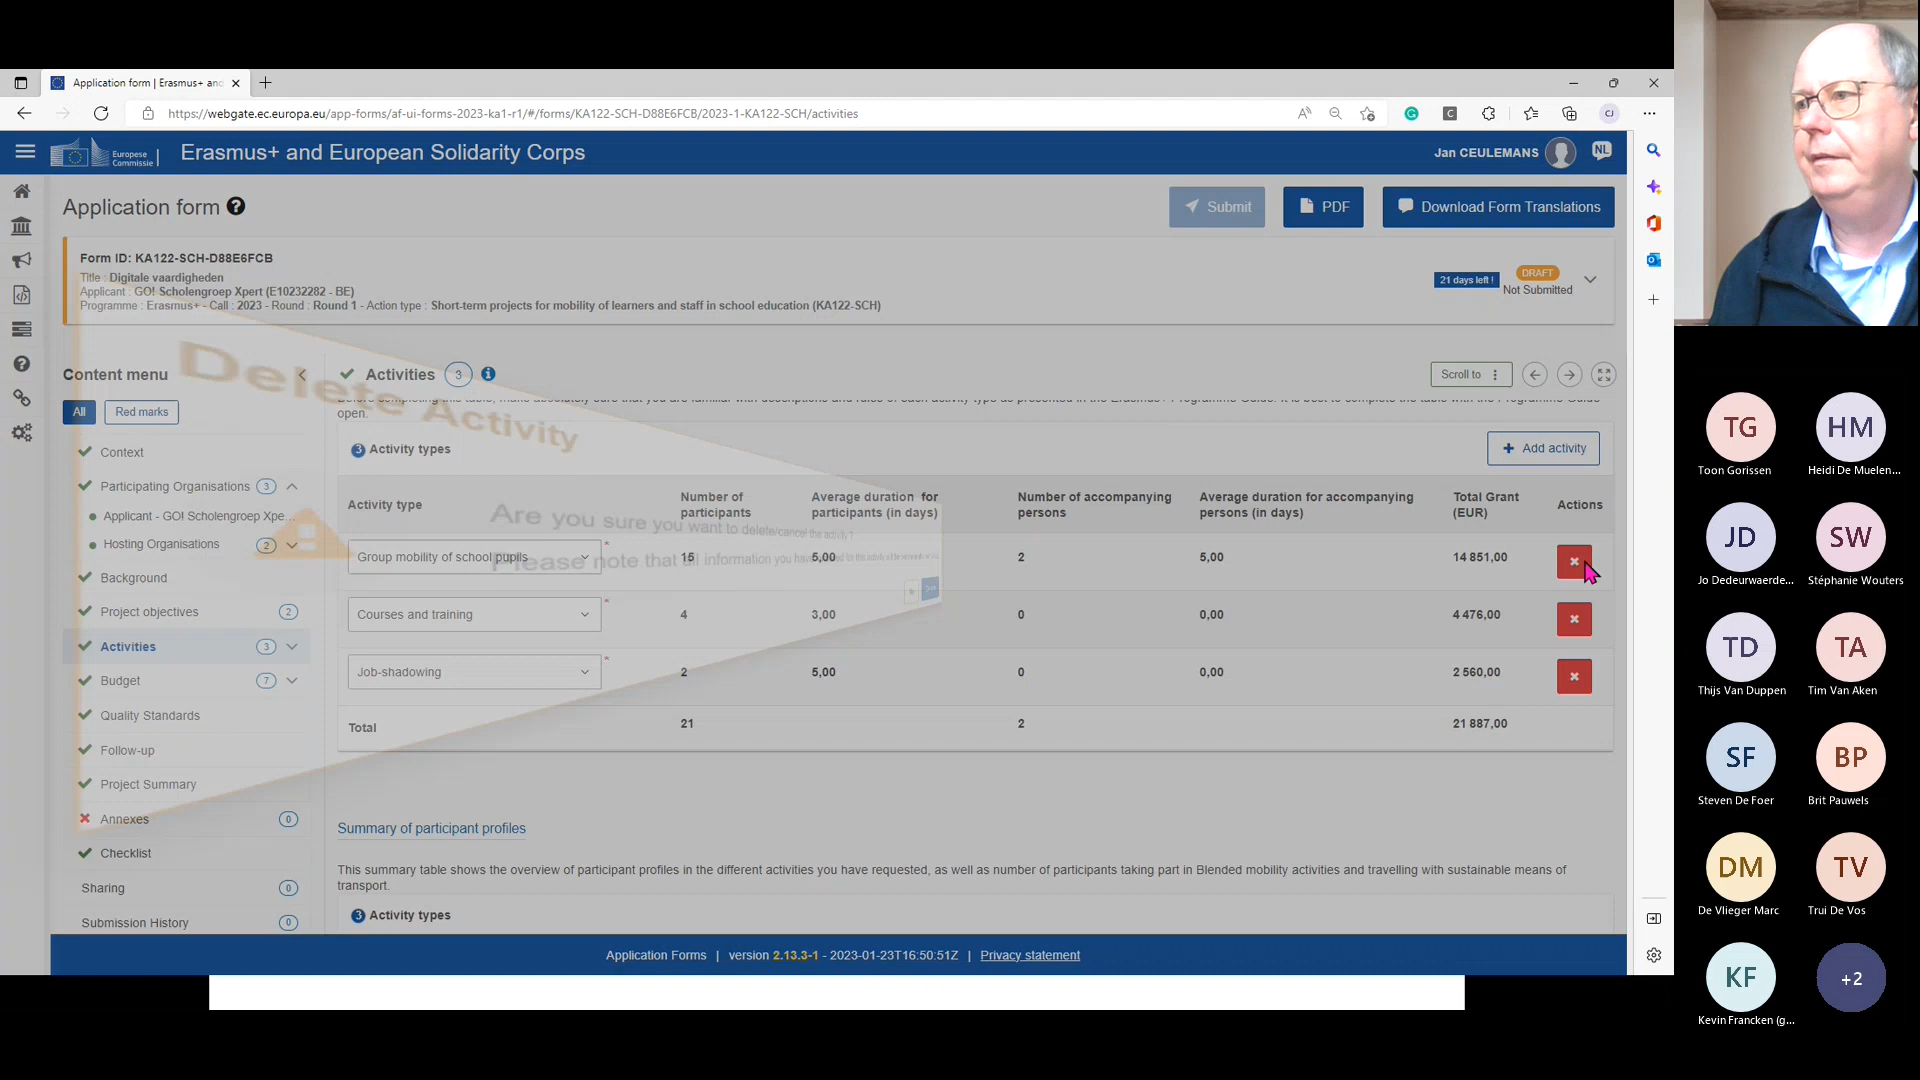 Application form | Erasmus+ and
https://webgate.ec.europa.eu/app-forms/af-ui-forms-2023-ka1-r1/#/forms/KA122-SCH-D88E6FCB/2023-1-KA122-SCH/activities
CJ
Europese
Commissie
Erasmus+ and European Solidarity Corps
Jan CEULEMANS
NL
Application form
Submit
PDF
Download Form Translations
Form ID: KA122-SCH-D88E6FCB
Title : Digitale vaardigheden
Applicant : GO! Scholengroep Xpert (E10232282 - BE)
Programme : Erasmus+ - Call : 2023 - Round : Round 1 - Action type : Short-term projects for mobility of learners and staff in school education (KA122-SCH)
21 days left !
DRAFT
Not Submitted
Content menu
All
Red marks
Context
Participating Organisations 3
Applicant - GO! Scholengroep Xpe...
Hosting Organisations 2
Background
Project objectives 2
Activities 3
Budget 7
Quality Standards
Follow-up
Project Summary
Annexes 0
Checklist
Sharing 0
Submission History 0
Activities 3
Scroll to
open.
3 Activity types
Add activity
Activity type
Number of participants
Average duration for participants (in days)
Number of accompanying persons
Average duration for accompanying persons (in days)
Total Grant (EUR)
Actions
Group mobility of school pupils 15 5,00 2 5,00 14 851,00
Courses and training 4 3,00 0 0,00 4 476,00
Job-shadowing 2 5,00 0 0,00 2 560,00
Total 21 2 21 887,00
Delete Activity
Are you sure you want to delete/cancel the activity ?
Please note that all information you have
Summary of participant profiles
This summary table shows the overview of participant profiles in the different activities you have requested, as well as number of participants taking part in Blended mobility activities and travelling with sustainable means of
transport.
3 Activity types
Application Forms | version 2.13.3-1 - 2023-01-23T16:50:51Z | Privacy statement
TG
Toon Gorissen
HM
Heidi De Muelen...
JD
Jo Dedeurwaerde...
SW
Stéphanie Wouters
TD
Thijs Van Duppen
TA
Tim Van Aken
SF
Steven De Foer
BP
Brit Pauwels
DM
De Vlieger Marc
TV
Trui De Vos
KF
Kevin Francken (g...
+2